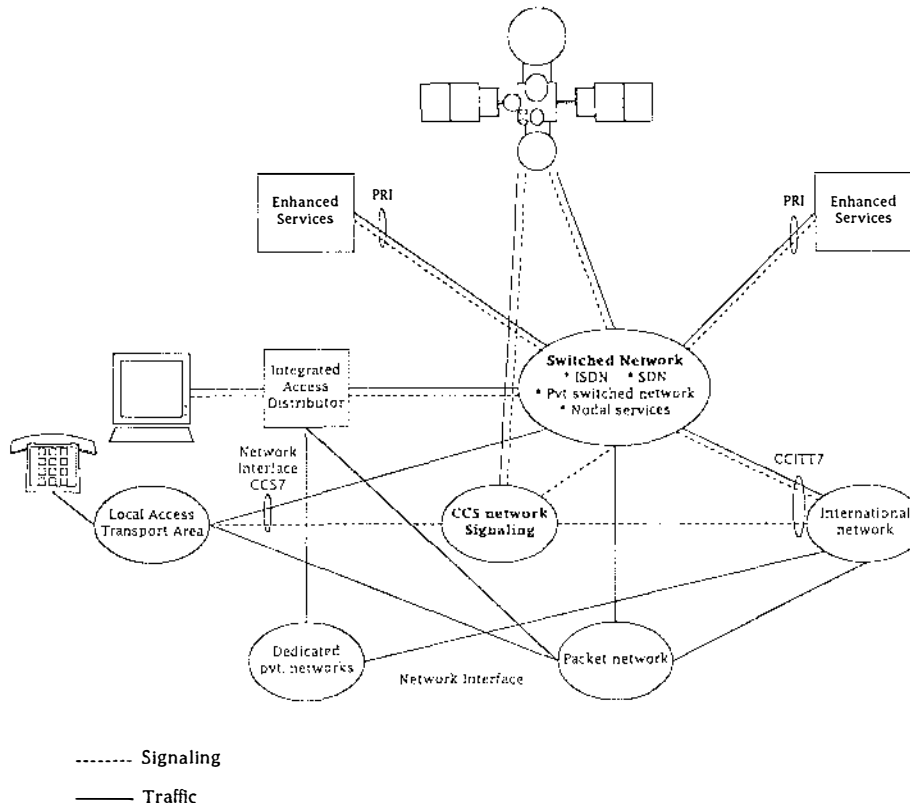 PRI
Enhanced
Services
PRI
Enhanced
Services
Switched Network
* ISDN * SDN
* Pvt switched network
* Nodal services
Integrated
Access
Distributor
Network
Interface
CCS7
CCITT7
Local Access
Transport Area
CCS network
Signaling
International
network
Dedicated
pvt. networks
Network Interface
Packet network
Signaling
Traffic